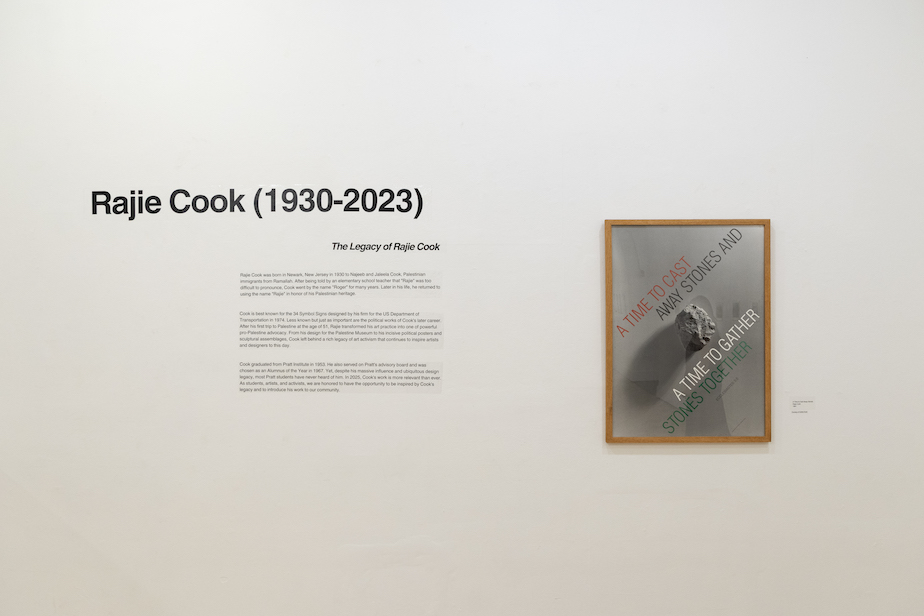 Rajie Cook (1930-2023)
The Legacy of Rajie Cook
Rajie Cook was born in Newark, New Jersey in 1930 to Najeeb and Jaleela Cook, Palestinian
immigrants from Ramallah. After being told by an elementary school teacher that "Rajie" was too
difficult to pronounce, Cook went by the name "Roger" for many years. Later in his life, he returned to
using the name "Rajie" in honor of his Palestinian heritage.
Cook is best known for the 34 Symbol Signs designed by his firm for the US Department of
Transportation in 1974. Less known but just as important are the political works of Cook's later career.
After his first trip to Palestine at the age of 51, Rajie transformed his art practice into one of powerful
pro-Palestine advocacy. From his design for the Palestine Museum to his incisive political posters and
sculpture assemblages, Cook left behind a rich legacy of art activism that continues to inspire artists
and designers to this day.
Cook graduated from Pratt Institute in 1953. He also served on Pratt's advisory board and was
chosen as an Alumnus of the Year in 1967. Yet, despite his massive influence and ubiquitous design
legacy, most Pratt students have never heard of him. In 2025, Cook's work is more relevant than ever.
As students, artists, and activists, we are honored to have the opportunity to be inspired by Cook's
legacy and to introduce his work to our community.
A TIME TO CAST
AWAY STONES AND
A TIME TO GATHER
STONES TOGETHER